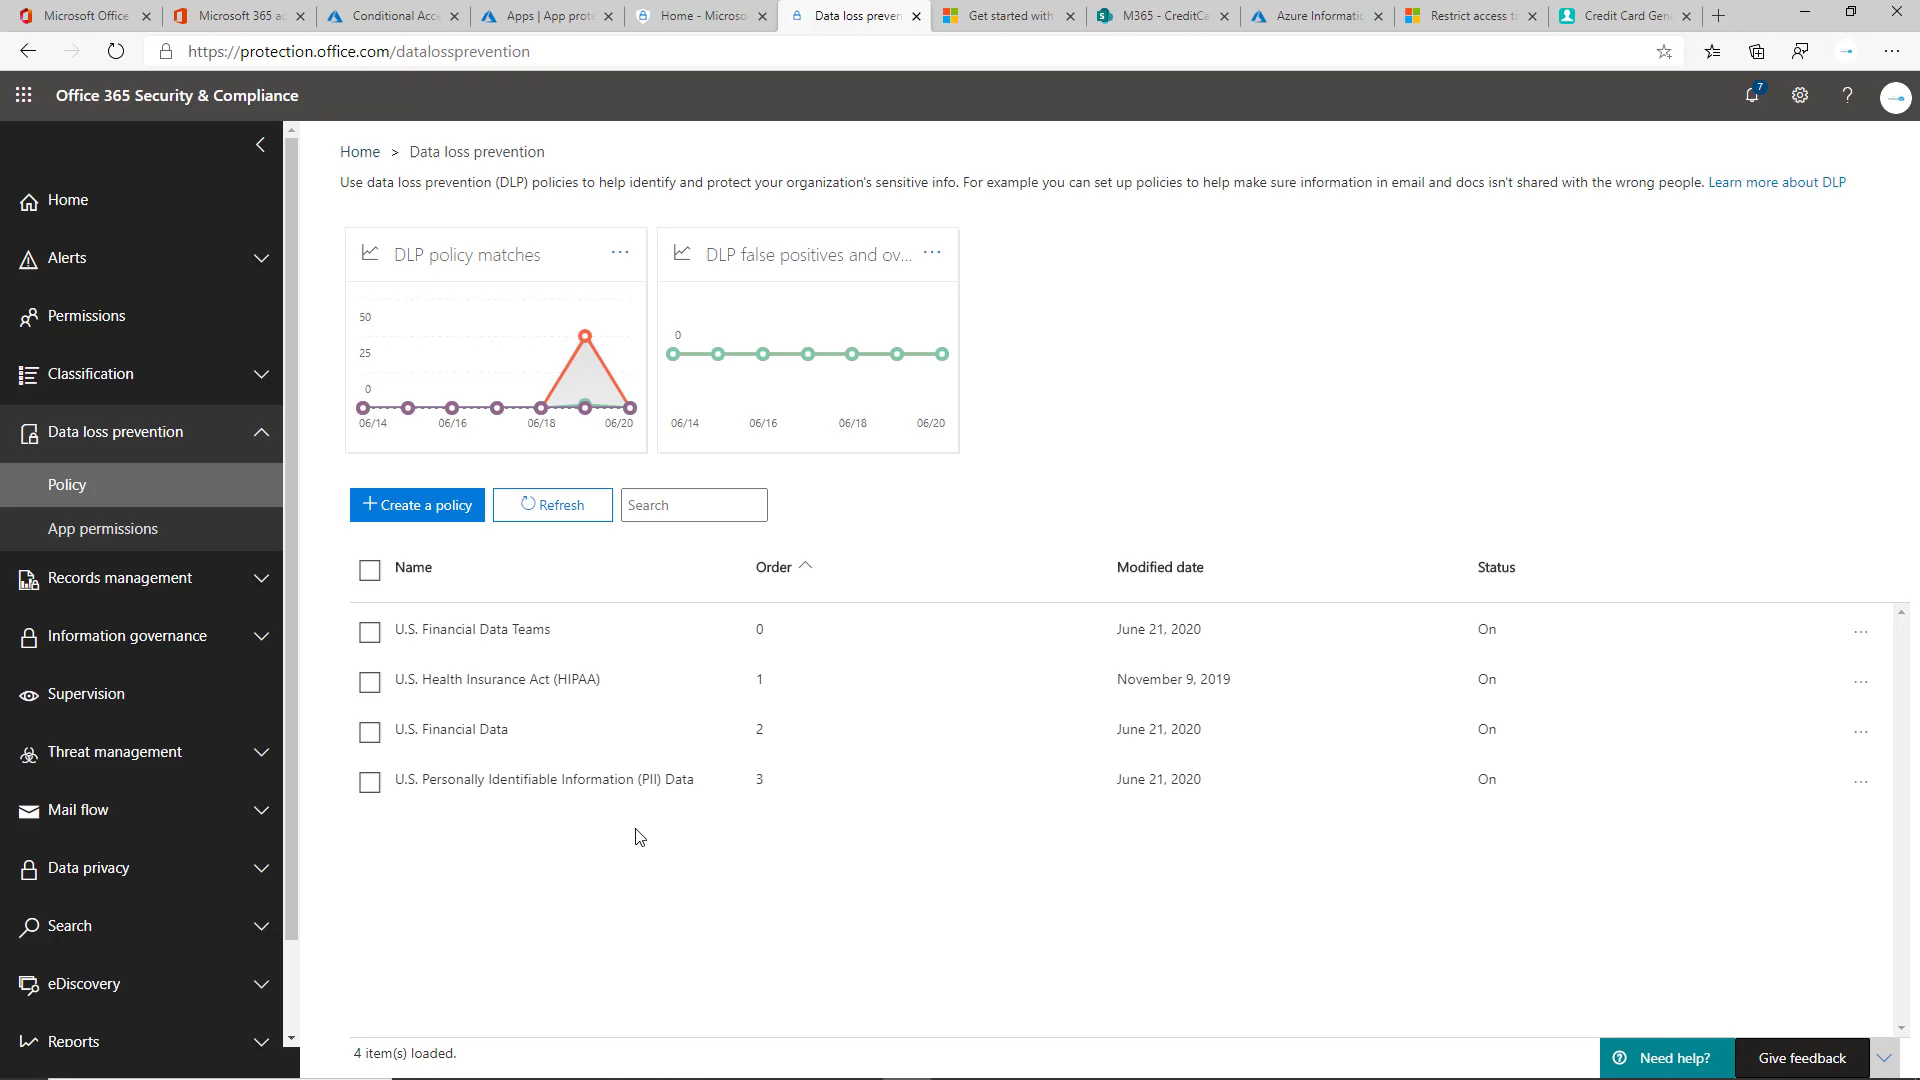 Microsoft Office
Microsoft 365 a
Conditional Acc
Apps | App prot
Home - Microso
Data loss preven
Get started with
M365 - CreditCa
Azure Informatic
Restrict access to
Credit Card Gen
https://protection.office.com/datalossprevention
Office 365 Security & Compliance
7
?
Home
Alerts
Permissions
Classification
Data loss prevention
Policy
App permissions
Records management
Information governance
Supervision
Threat management
Mail flow
Data privacy
Search
eDiscovery
Reports
Home > Data loss prevention
Use data loss prevention (DLP) policies to help identify and protect your organization's sensitive info. For example you can set up policies to help make sure information in email and docs isn't shared with the wrong people. Learn more about DLP
DLP policy matches ...
50
25
0
06/14 06/16 06/18 06/20
DLP false positives and ov... ...
0
06/14 06/16 06/18 06/20
+ Create a policy
Refresh
Search
Name Order Modified date Status
U.S. Financial Data Teams 0 June 21, 2020 On ...
U.S. Health Insurance Act (HIPAA) 1 November 9, 2019 On ...
U.S. Financial Data 2 June 21, 2020 On ...
U.S. Personally Identifiable Information (PII) Data 3 June 21, 2020 On ...
4 item(s) loaded.
Need help?
Give feedback